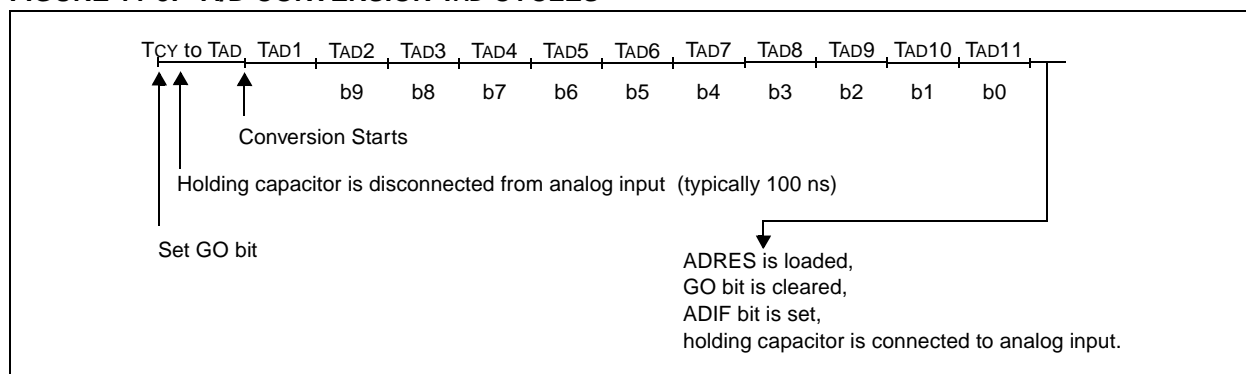 TCY to TAD TAD1 TAD2 TAD3 TAD4 TAD5 TAD6 TAD7 TAD8 TAD9 TAD10 TAD11
b9 b8 b7 b6 b5 b4 b3 b2 b1 b0
Conversion Starts
Holding capacitor is disconnected from analog input (typically 100 ns)
Set GO bit
ADRES is loaded,
GO bit is cleared,
ADIF bit is set,
holding capacitor is connected to analog input.